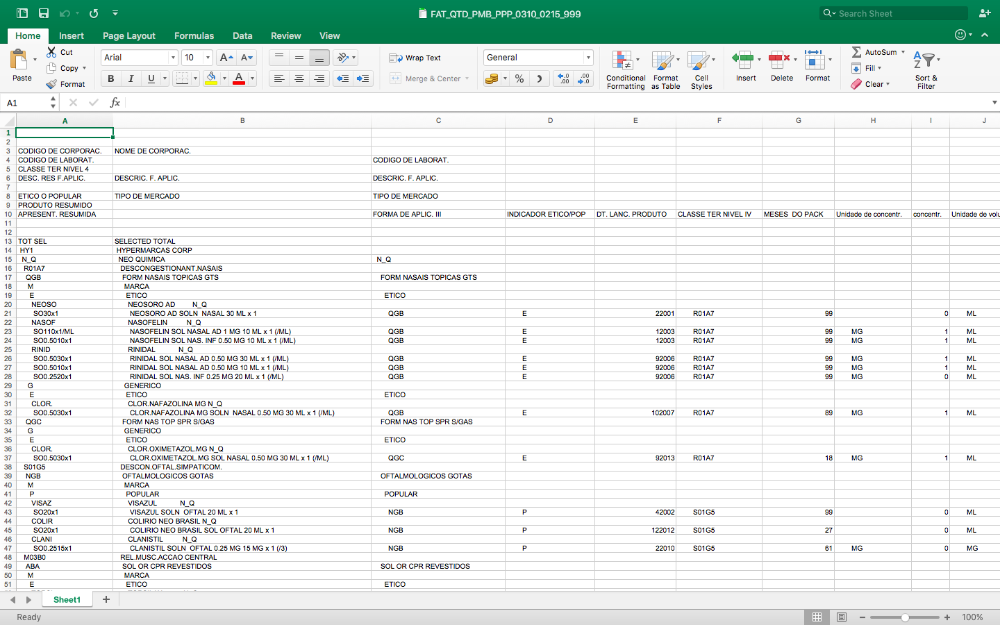 FAT_QTD_PMB_PPP_0310_0215_999
Search Sheet
Home Insert Page Layout Formulas Data Review View
Paste
Cut
Copy
Format
Arial 10
B I U
Wrap Text
Merge & Center
General
Conditional Formatting
Format as Table
Cell Styles
Insert
Delete
Format
AutoSum
Fill
Clear
Sort & Filter
A1 fx
A B C D E F G H I J
1
2
3 CODIGO DE CORPORAC. NOME DE CORPORAC.
4 CODIGO DE LABORAT. CODIGO DE LABORAT.
5 CLASSE TER NIVEL 4
6 DESC. RES F.APLIC. DESCRIC. F. APLIC. DESCRIC. F. APLIC.
7
8 ETICO O POPULAR TIPO DE MERCADO TIPO DE MERCADO
9 PRODUTO RESUMIDO
10 APRESENT. RESUMIDA FORMA DE APLIC. III INDICADOR ETICO/POP DT. LANC. PRODUTO CLASSE TER NIVEL IV MESES DO PACK Unidade de concentr. concentr. Unidade de volu
11
12
13 TOT SEL SELECTED TOTAL
14 HY1 HYPERMARCAS CORP
15 N_Q NEO QUIMICA N_Q
16 R01A7 DESCONGESTIONANT.NASAIS
17 QGB FORM NASAIS TOPICAS GTS FORM NASAIS TOPICAS GTS
18 M MARCA
19 E ETICO ETICO
20 NEOSO NEOSORO AD N_Q
21 SO30x1 NEOSORO AD SOLN NASAL 30 ML x 1 QGB E 22001 R01A7 99 0 ML
22 NASOF NASOFELIN N_Q
23 SO110x1/ML NASOFELIN SOL NASAL AD 1 MG 10 ML x 1 (/ML) QGB E 12003 R01A7 99 MG 1 ML
24 SO0.5010x1 NASOFELIN SOL NAS. INF 0.50 MG 10 ML x 1 (/ML) QGB E 12003 R01A7 99 MG 1 ML
25 RINID RINIDAL N_Q
26 SO0.5030x1 RINIDAL SOL NASAL AD 0.50 MG 30 ML x 1 (/ML) QGB E 92006 R01A7 99 MG 1 ML
27 SO0.5010x1 RINIDAL SOL NASAL AD 0.50 MG 10 ML x 1 (/ML) QGB E 92006 R01A7 99 MG 1 ML
28 SO0.2520x1 RINIDAL SOL NAS. INF 0.25 MG 20 ML x 1 (/ML) QGB E 92006 R01A7 99 MG 0 ML
29 G GENERICO
30 E ETICO ETICO
31 CLOR. CLOR.NAFAZOLINA MG N_Q
32 SO0.5030x1 CLOR.NAFAZOLINA MG SOLN NASAL 0.50 MG 30 ML x 1 (/ML) QGB E 102007 R01A7 89 MG 1 ML
33 QGC FORM NAS TOP SPR S/GAS FORM NAS TOP SPR S/GAS
34 G GENERICO
35 E ETICO ETICO
36 CLOR. CLOR.OXIMETAZOL.MG N_Q
37 SO0.5030x1 CLOR.OXIMETAZOL.MG SOL NASAL 0.50 MG 30 ML x 1 (/ML) QGC E 92013 R01A7 18 MG 1 ML
38 S01G5 DESCON.OFTAL.SIMPATICOM.
39 NGB OFTALMOLOGICOS GOTAS OFTALMOLOGICOS GOTAS
40 M MARCA
41 P POPULAR POPULAR
42 VISAZ VISAZUL N_Q
43 SO20x1 VISAZUL SOLN OFTAL 20 ML x 1 NGB P 42002 S01G5 99 0 ML
44 COLIR COLIRIO NEO BRASIL N_Q
45 SO20x1 COLIRIO NEO BRASIL SOL OFTAL 20 ML x 1 NGB P 122012 S01G5 27 0 ML
46 CLANI CLANISTIL N_Q
47 SO0.2515x1 CLANISTIL SOLN OFTAL 0.25 MG 15 MG x 1 (/3) NGB P 22010 S01G5 61 MG 0 MG
48 M03B0 REL.MUSC.ACCAO CENTRAL
49 ABA SOL OR CPR REVESTIDOS SOL OR CPR REVESTIDOS
50 M MARCA
51 E ETICO ETICO
Sheet1
Ready 100%